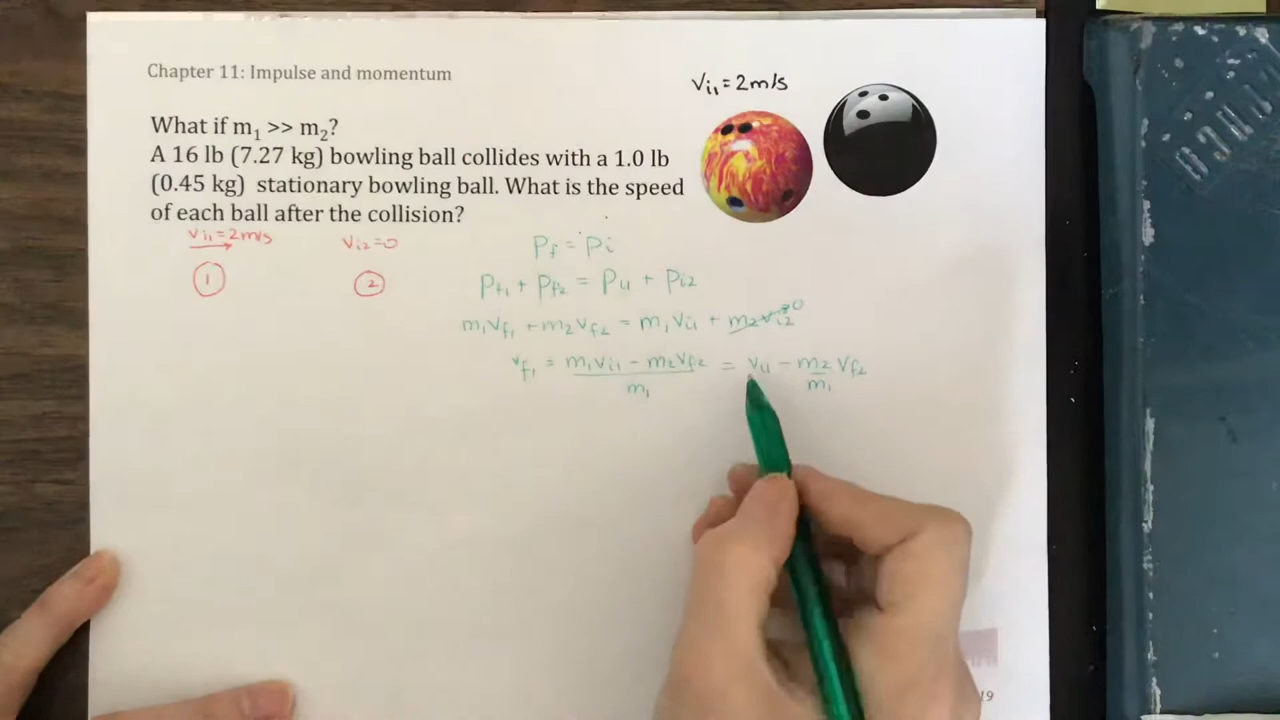 Chapter 11: Impulse and momentum
Vi1 = 2m/s
What if m1 >> m2?
A 16 lb (7.27 kg) bowling ball collides with a 1.0 lb
(0.45 kg) stationary bowling ball. What is the speed
of each ball after the collision?
Vi1 = 2m/s
Vi2 = 0
1
2
Pf = Pi
Pf1 + Pf2 = Pi1 + Pi2
m1Vf1 + m2Vf2 = m1Vi1 + m2Vi2 0
Vf1 = m1Vi1 - m2Vf2 / m1 = Vi1 - m2/m1 Vf2
19